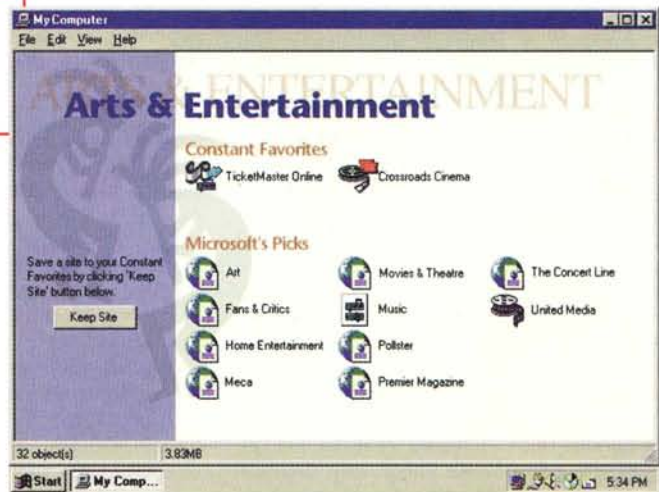 My Computer
File Edit View Help
ARTS & ENTERTAINMENT
Arts & Entertainment
Constant Favorites
TicketMaster Online
Crossroads Cinema
Microsoft's Picks
Save a site to your Constant
Favorites by clicking 'Keep
Site' button below.
Keep Site
Art
Movies & Theatre
The Concert Line
Fans & Critics
Music
United Media
Home Entertainment
Pollster
Meca
Premier Magazine
32 object(s)
3.83MB
Start
My Comp...
5:34 PM